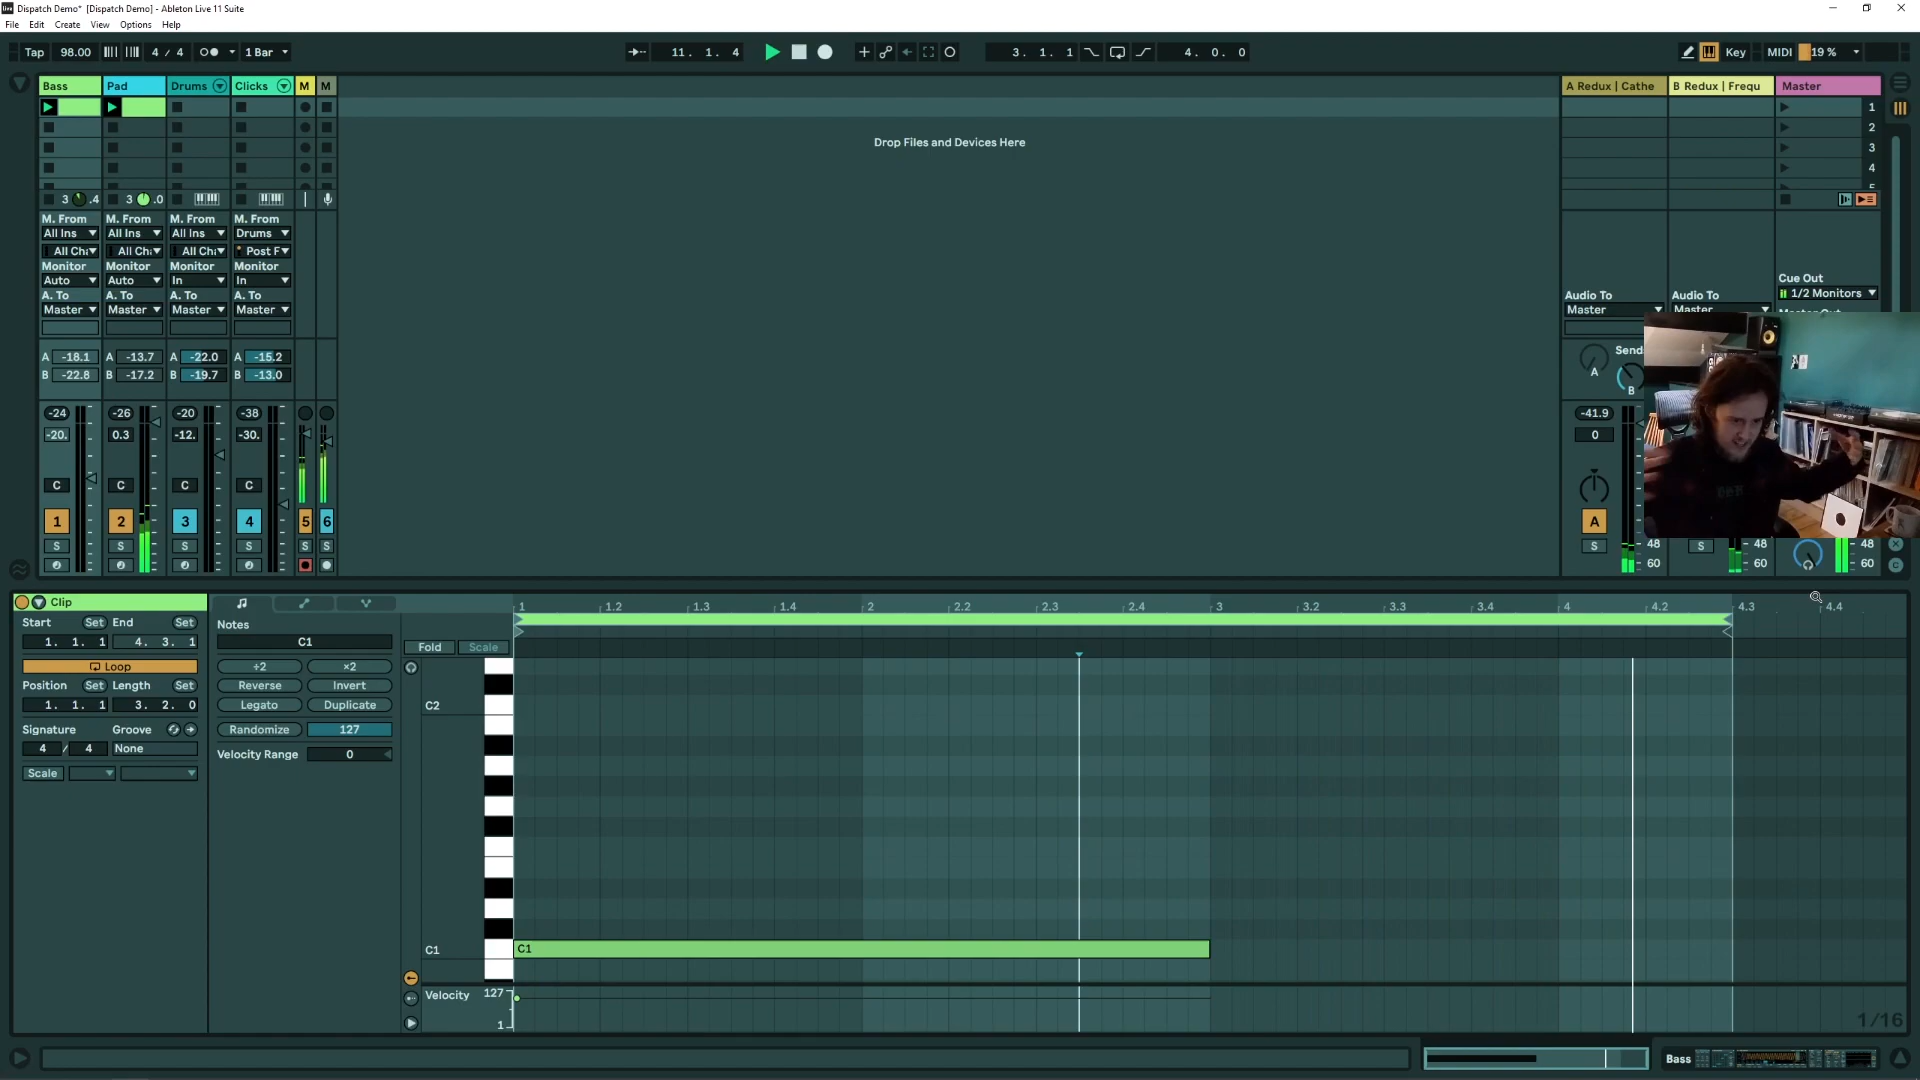 Dispatch Demo* [Dispatch Demo] - Ableton Live 11 Suite
File Edit Create View Options Help
Tap 98.00 4 / 4 1 Bar 11. 1. 4 3. 1. 1 4. 0. 0 Key MIDI 19 %
Bass Pad Drums Clicks M M A Redux | Cathe B Redux | Frequ Master
1
2
3
4
Drop Files and Devices Here
3 .4 3 .0
M. From M. From M. From M. From
All Ins All Ins All Ins Drums
All Ch All Ch All Ch Post F
Monitor Monitor Monitor Monitor
Auto Auto In In
A. To A. To A. To A. To
Master Master Master Master
Cue Out
1/2 Monitors
Audio To Audio To
Master Master
Sends
A B
A -18.1 A -13.7 A -22.0 A -15.2
B -22.8 B -17.2 B -19.7 B -13.0
-24 -26 -20 -38 -41.9
-20. 0.3 -12. -30. 0
C C C C
1 2 3 4 5 6 A
S S S S S S S S
48 48 48
60 60 60
Clip
Start Set End Set
1. 1. 1 4. 3. 1
Loop
Position Set Length Set
1. 1. 1 3. 2. 0
Signature Groove
4 / 4 None
Scale
Notes
C1
÷2 ×2
Reverse Invert
Legato Duplicate
Randomize 127
Velocity Range 0
Fold Scale
1 1.2 1.3 1.4 2 2.2 2.3 2.4 3 3.2 3.3 3.4 4 4.2 4.3 4.4
C2
C1 C1
Velocity 127
1
1/16
Bass